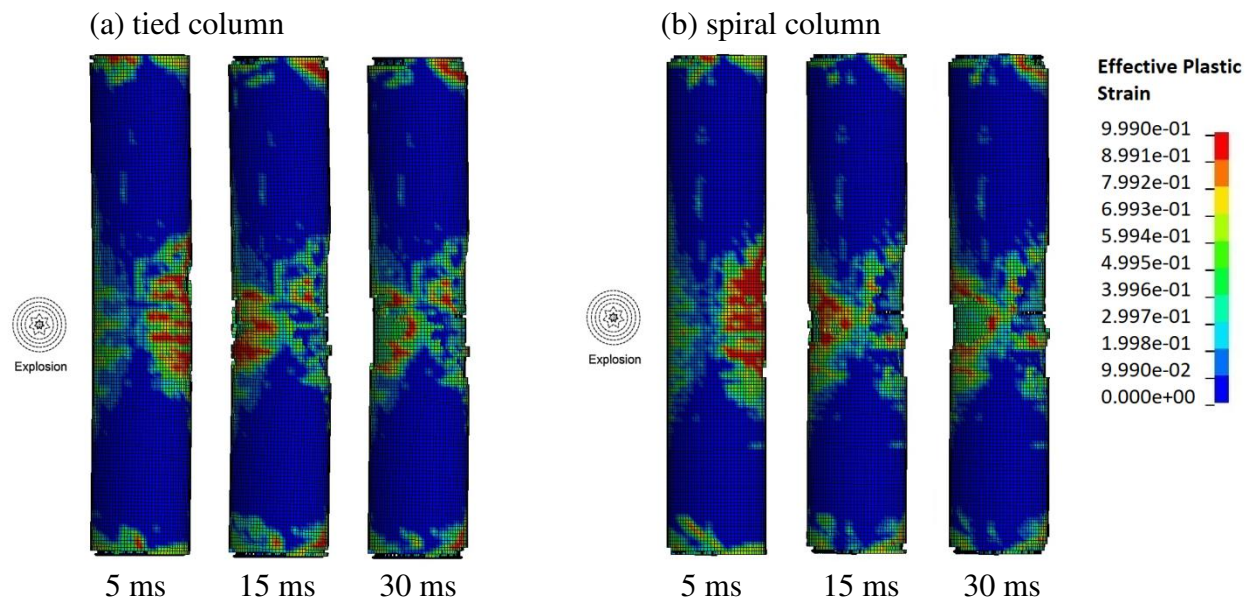 (a) tied column
(b) spiral column
Explosion
5 ms
15 ms
30 ms
Explosion
5 ms
15 ms
30 ms
Effective Plastic
Strain
9.990e-01
8.991e-01
7.992e-01
6.993e-01
5.994e-01
4.995e-01
3.996e-01
2.997e-01
1.998e-01
9.990e-02
0.000e+00